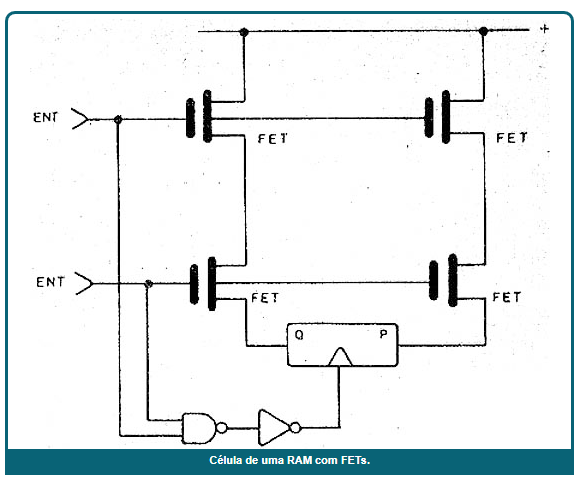 +
ENT
FET
FET
ENT
FET
FET
Q
P
Célula de uma RAM com FETs.